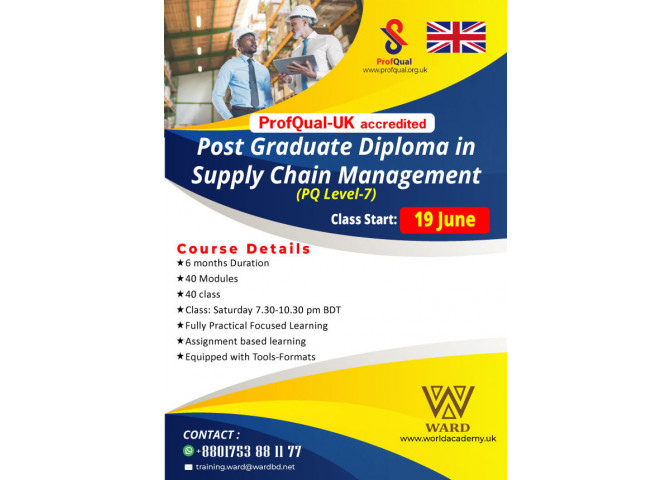 ProfQual
www.profqual.org.uk
ProfQual-UK accredited
Post Graduate Diploma in
Supply Chain Management
(PQ Level-7)
Class Start: 19 June
Course Details
★6 months Duration
★40 Modules
★40 class
★Class: Saturday 7.30-10.30 pm BDT
★Fully Practical Focused Learning
★Assignment based learning
★Equipped with Tools-Formats
WARD
www.worldacademy.uk
CONTACT :
+8801753 88 11 77
training.ward@wardbd.net